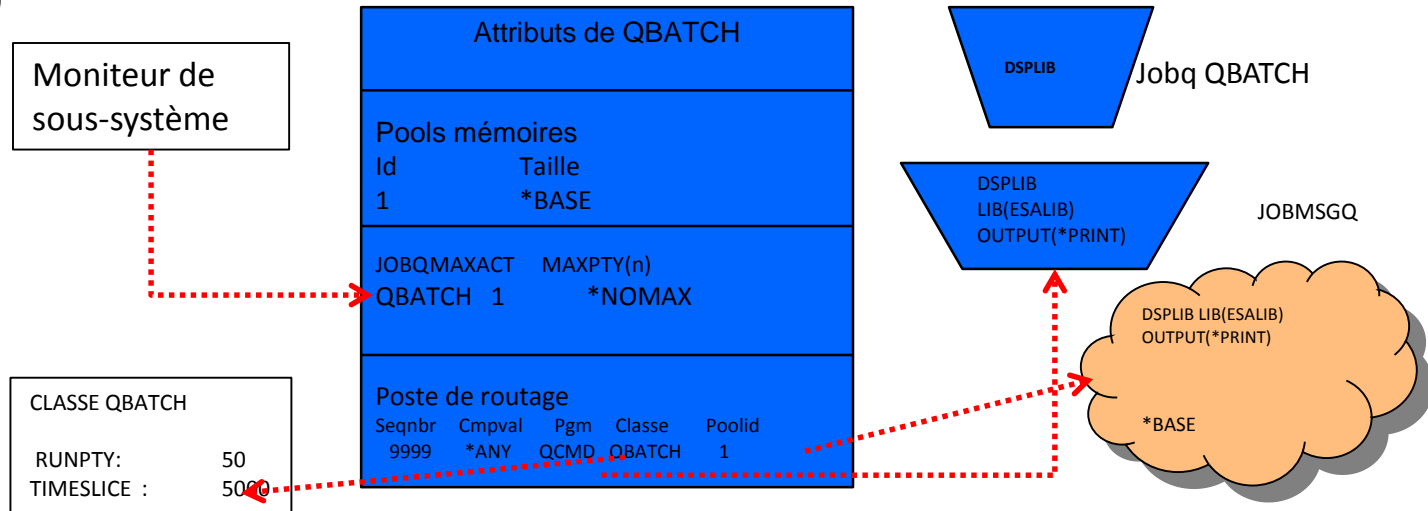 Attributs de QBATCH
Moniteur de
sous-système
Pools mémoires
Id Taille
1 *BASE
JOBQMAXACT MAXPTY(n)
QBATCH 1 *NOMAX
Poste de routage
Seqnbr Cmpval Pgm Classe Poolid
9999 *ANY QCMD QBATCH 1
CLASSE QBATCH
RUNPTY: 50
TIMESLICE : 5000
DSPLIB
Jobq QBATCH
DSPLIB
LIB(ESALIB)
OUTPUT(*PRINT)
JOBMSGQ
DSPLIB LIB(ESALIB)
OUTPUT(*PRINT)
*BASE